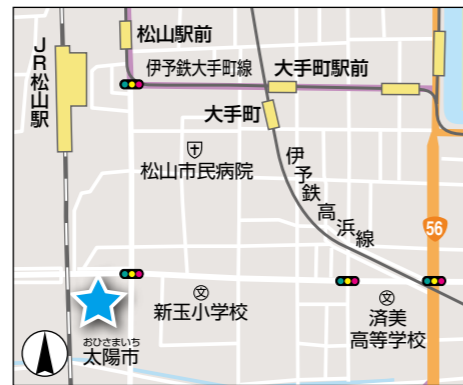 松山駅前
JR松山駅
伊予鉄大手町線
大手町駅前
大手町
松山市民病院
伊予鉄高浜線
56
文
新玉小学校
文
済美
高等学校
おひさまいち
太陽市